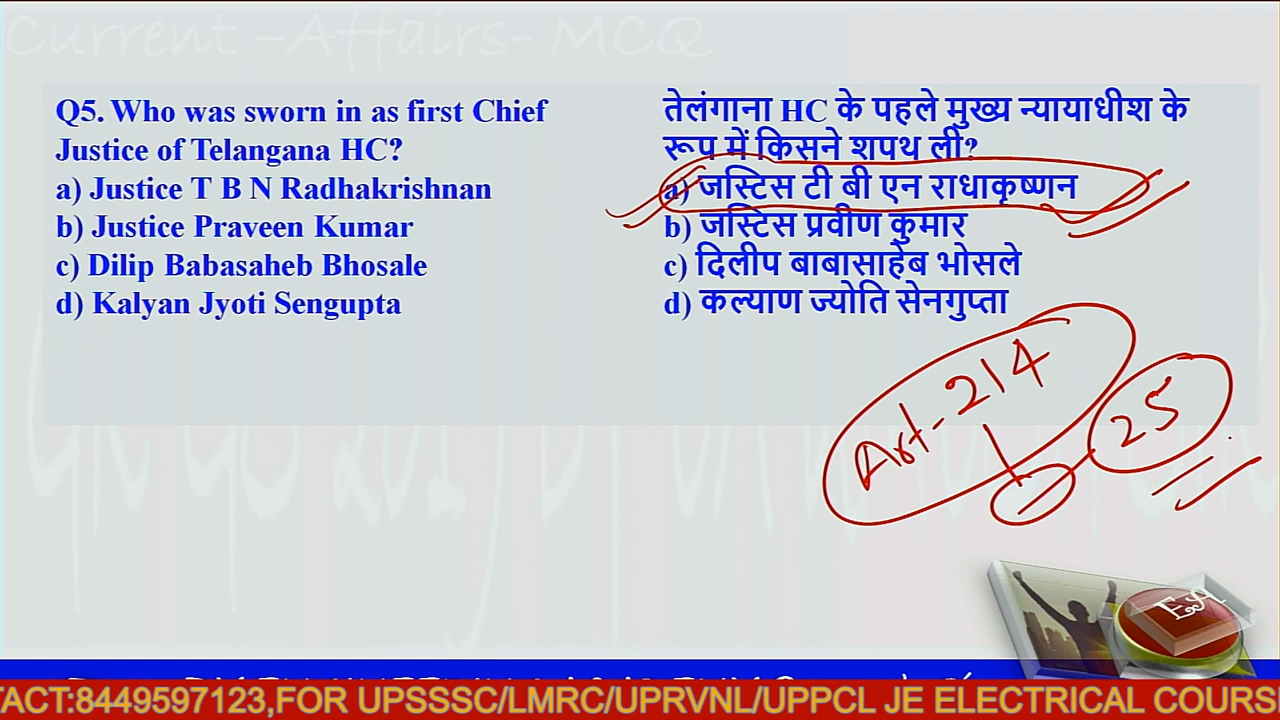 Current -Affairs- MCQ
Q5. Who was sworn in as first Chief
Justice of Telangana HC?
a) Justice T B N Radhakrishnan
b) Justice Praveen Kumar
c) Dilip Babasaheb Bhosale
d) Kalyan Jyoti Sengupta
तेलंगाना HC के पहले मुख्य न्यायाधीश के
रूप में किसने शपथ ली?
a) जस्टिस टी बी एन राधाकृष्णन
b) जस्टिस प्रवीण कुमार
c) दिलीप बाबासाहेब भोसले
d) कल्याण ज्योति सेनगुप्ता
Art-214
25
EA
TACT:8449597123,FOR UPSSSC/LMRC/UPRVNL/UPPCL JE ELECTRICAL COURS